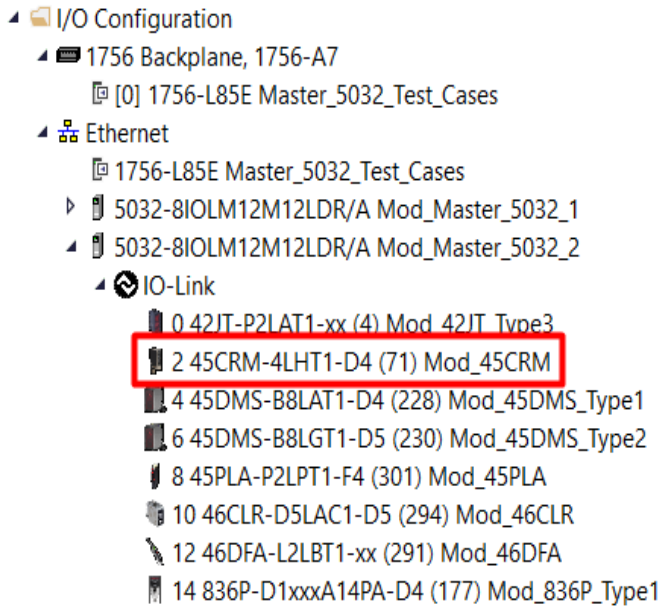 I/O Configuration
1756 Backplane, 1756-A7
[0] 1756-L85E Master_5032_Test_Cases
Ethernet
1756-L85E Master_5032_Test_Cases
5032-8IOLM12M12LDR/A Mod_Master_5032_1
5032-8IOLM12M12LDR/A Mod_Master_5032_2
IO-Link
0 42JT-P2LAT1-xx (4) Mod_42JT_Type3
2 45CRM-4LHT1-D4 (71) Mod_45CRM
4 45DMS-B8LAT1-D4 (228) Mod_45DMS_Type1
6 45DMS-B8LGT1-D5 (230) Mod_45DMS_Type2
8 45PLA-P2LPT1-F4 (301) Mod_45PLA
10 46CLR-D5LAC1-D5 (294) Mod_46CLR
12 46DFA-L2LBT1-xx (291) Mod_46DFA
14 836P-D1xxxA14PA-D4 (177) Mod_836P_Type1